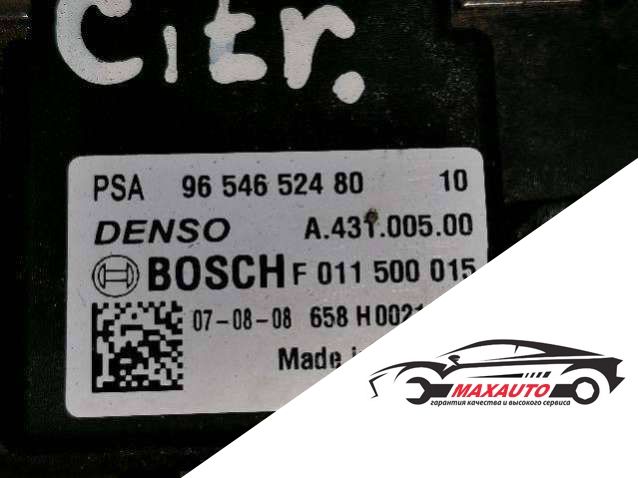 Citr.
PSA 96 546 524 80 10
DENSO A.431.005.00
BOSCH F 011 500 015
07-08-08 658 H0021
Made
MAXAUTO
гарантия качества и высокого сервиса